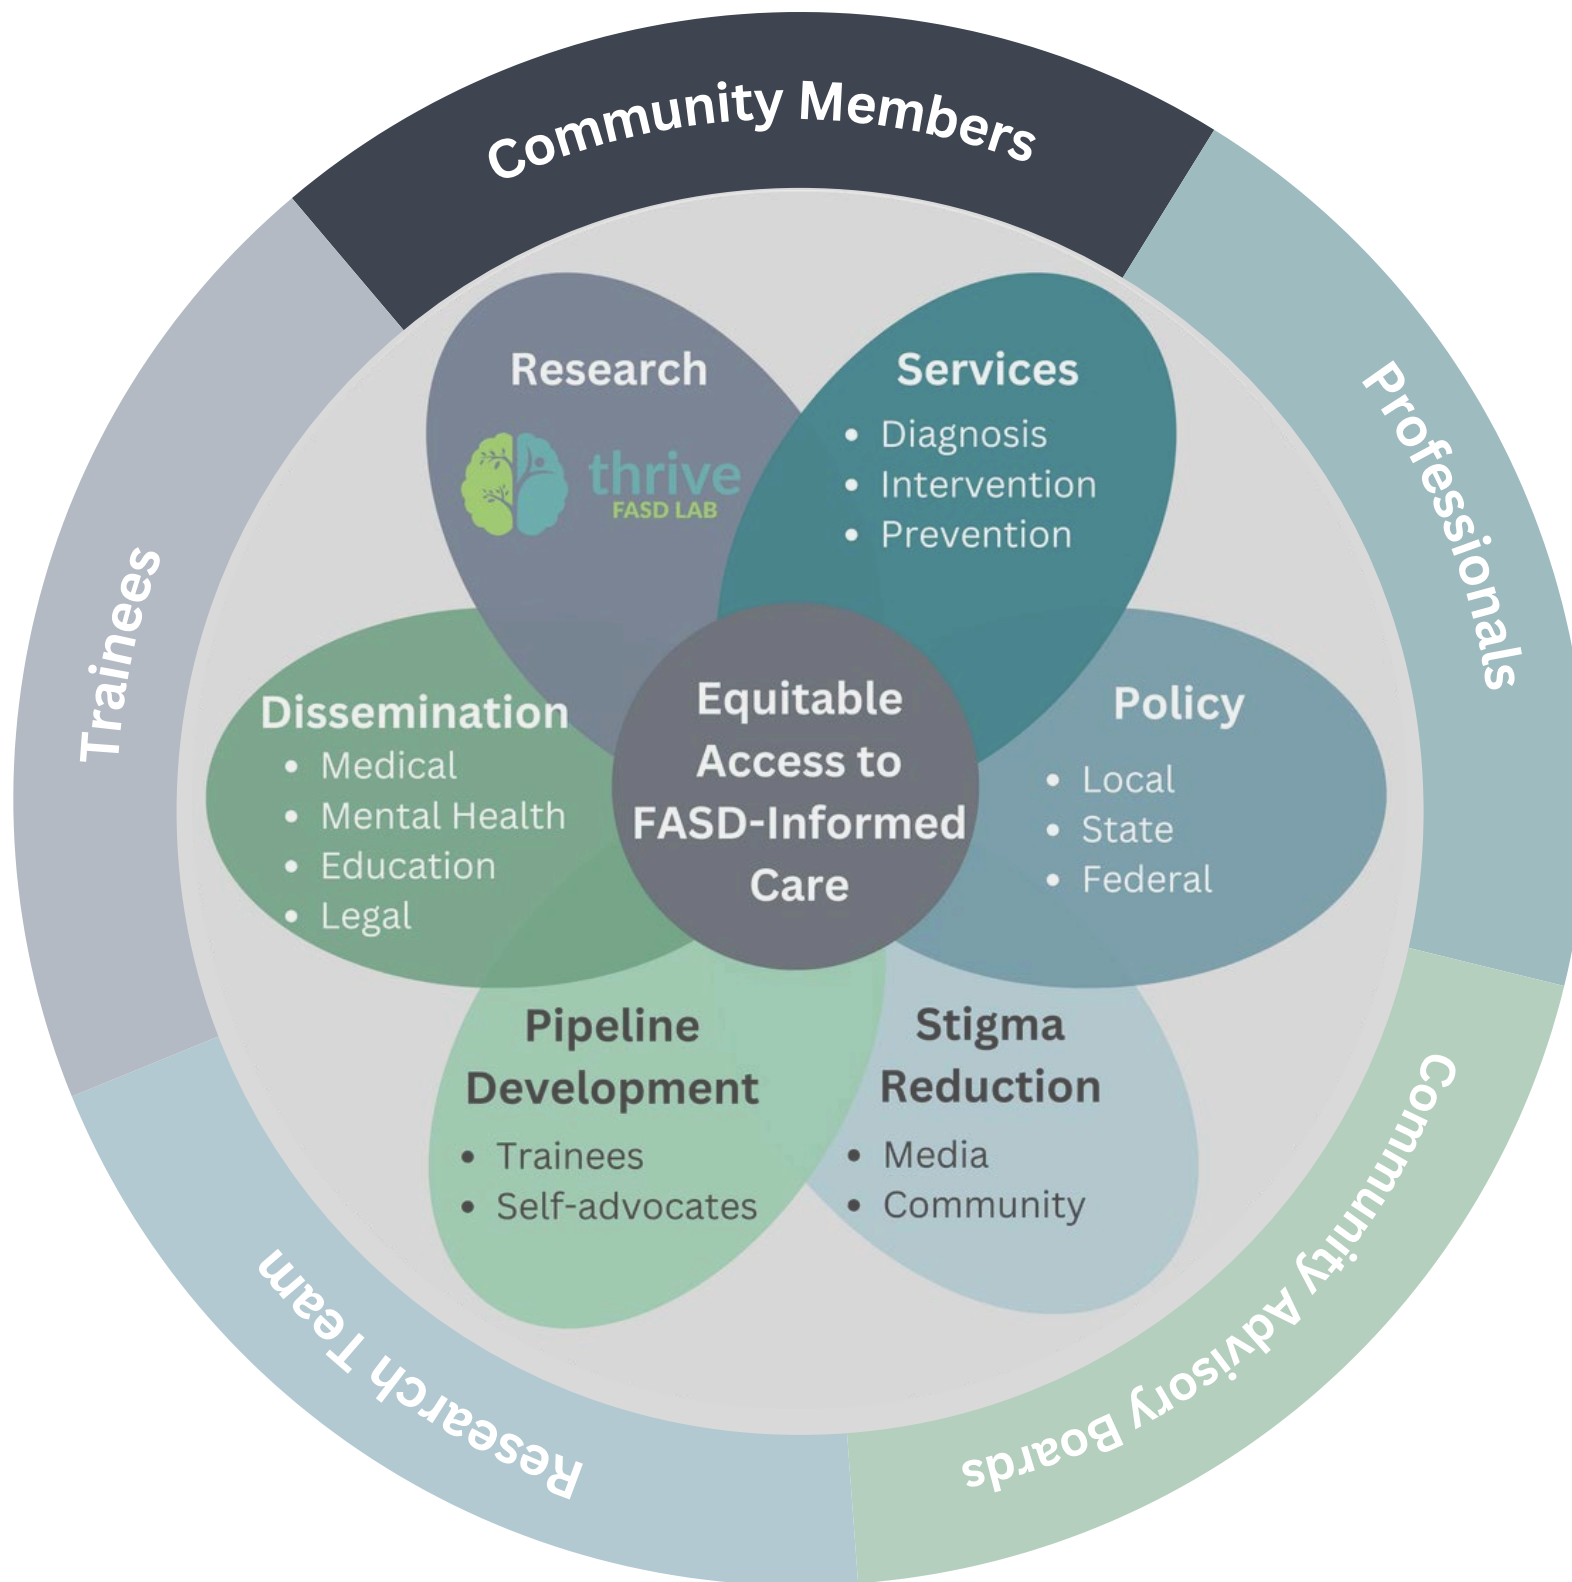 Community Members
Professionals
Community Advisory Boards
Research Team
Trainees
Research
thrive
FASD LAB
Services
• Diagnosis
• Intervention
• Prevention
Policy
• Local
• State
• Federal
Stigma
Reduction
• Media
• Community
Pipeline
Development
• Trainees
• Self-advocates
Dissemination
• Medical
• Mental Health
• Education
• Legal
Equitable
Access to
FASD-Informed
Care